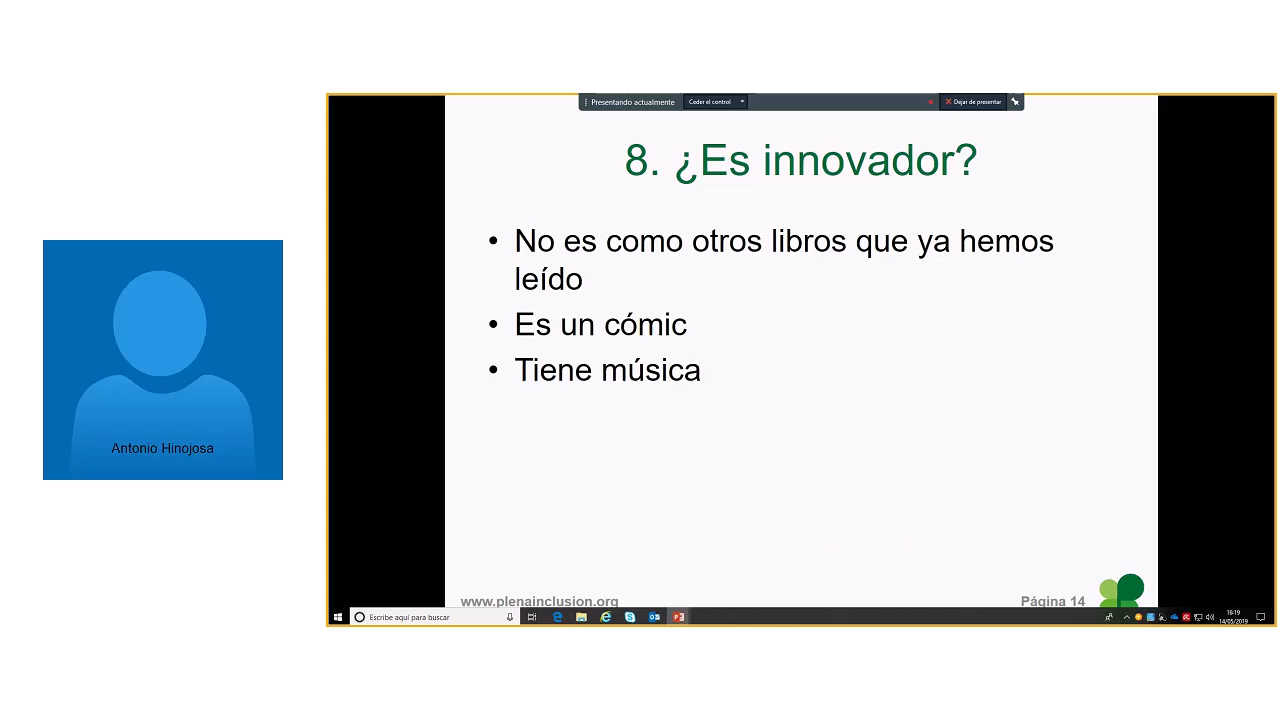 Presentando actualmente
Ceder el control
Dejar de presentar
8. ¿Es innovador?
• No es como otros libros que ya hemos
leído
• Es un cómic
• Tiene música
Antonio Hinojosa
www.plenainclusion.org
Página 14
Escribe aquí para buscar
16:19
14/05/2019